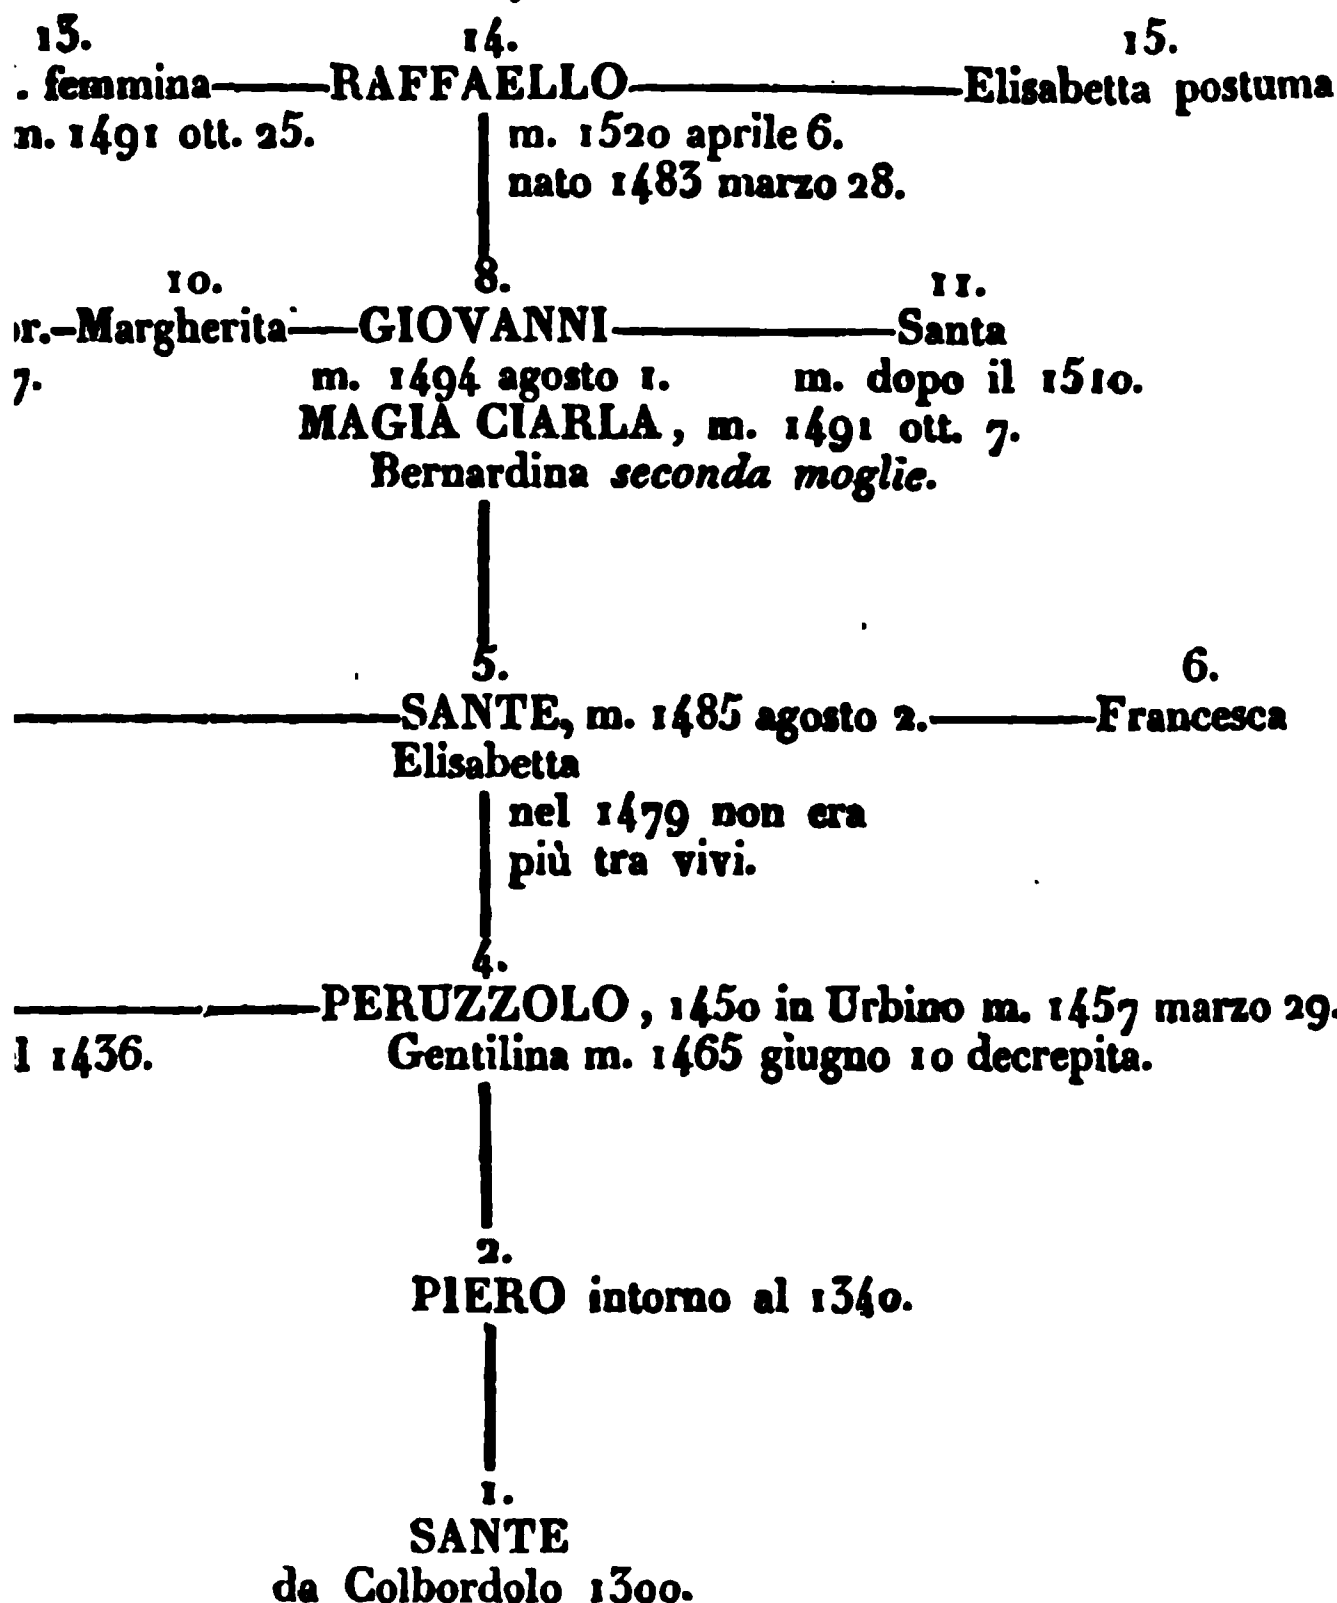 13. 14. 15.
. femmina RAFFAELLO Elisabetta postuma
m. 1491 ott. 25. m. 1520 aprile 6.
nato 1483 marzo 28.
10. 8. 11.
r.–Margherita GIOVANNI Santa
7. m. 1494 agosto 1. m. dopo il 1510.
MAGIA CIARLA, m. 1491 ott. 7.
Bernardina seconda moglie.
5. 6.
SANTE, m. 1485 agosto 2. Francesca
Elisabetta
nel 1479 non era
più tra vivi.
4.
PERUZZOLO, 1450 in Urbino m. 1457 marzo 29.
l 1436. Gentilina m. 1465 giugno 10 decrepita.
2.
PIERO intorno al 1340.
1.
SANTE
da Colbordolo 1300.